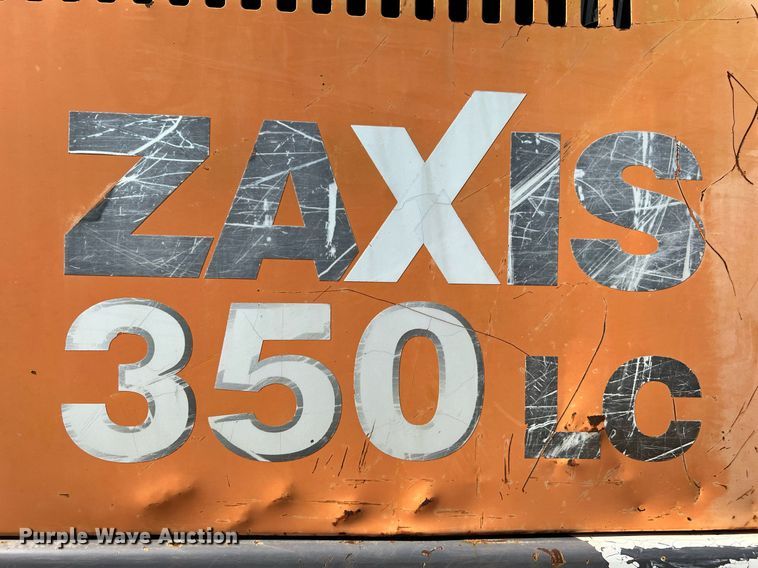 ZAXIS
350 LC
Purple Wave Auction